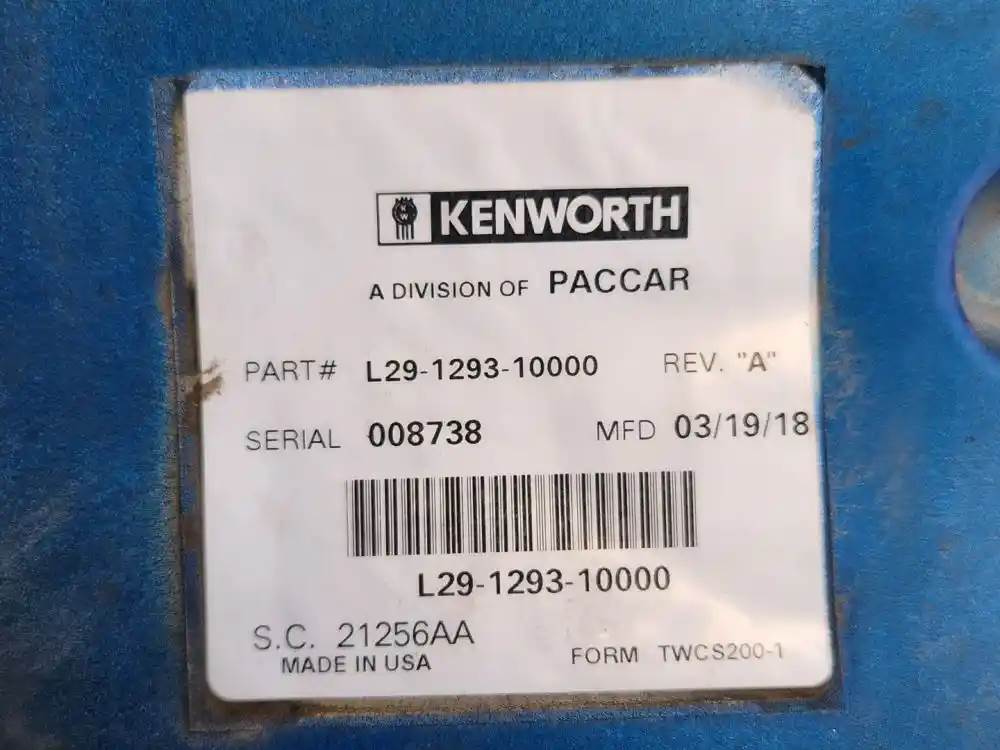 KENWORTH
A DIVISION OF PACCAR
PART# L29-1293-10000 REV. "A"
SERIAL 008738 MFD 03/19/18
L29-1293-10000
S.C. 21256AA
MADE IN USA FORM TWCS200-1